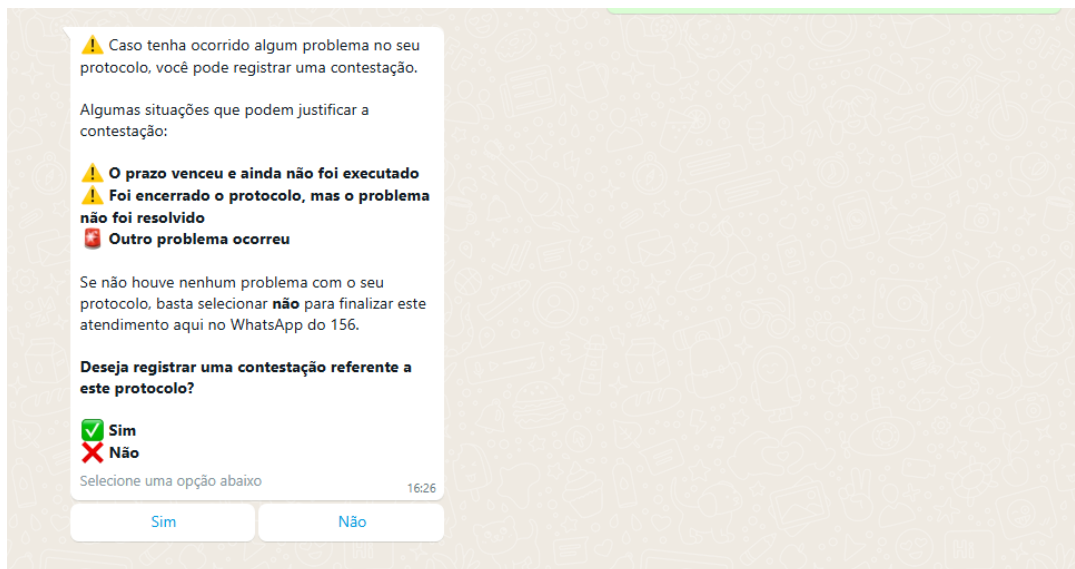 ⚠️ Caso tenha ocorrido algum problema no seu
protocolo, você pode registrar uma contestação.
Algumas situações que podem justificar a
contestação:
⚠️ O prazo venceu e ainda não foi executado
⚠️ Foi encerrado o protocolo, mas o problema
não foi resolvido
🚨 Outro problema ocorreu
Se não houve nenhum problema com o seu
protocolo, basta selecionar não para finalizar este
atendimento aqui no WhatsApp do 156.
Deseja registrar uma contestação referente a
este protocolo?
✅ Sim
❌ Não
Selecione uma opção abaixo
16:26
Sim
Não